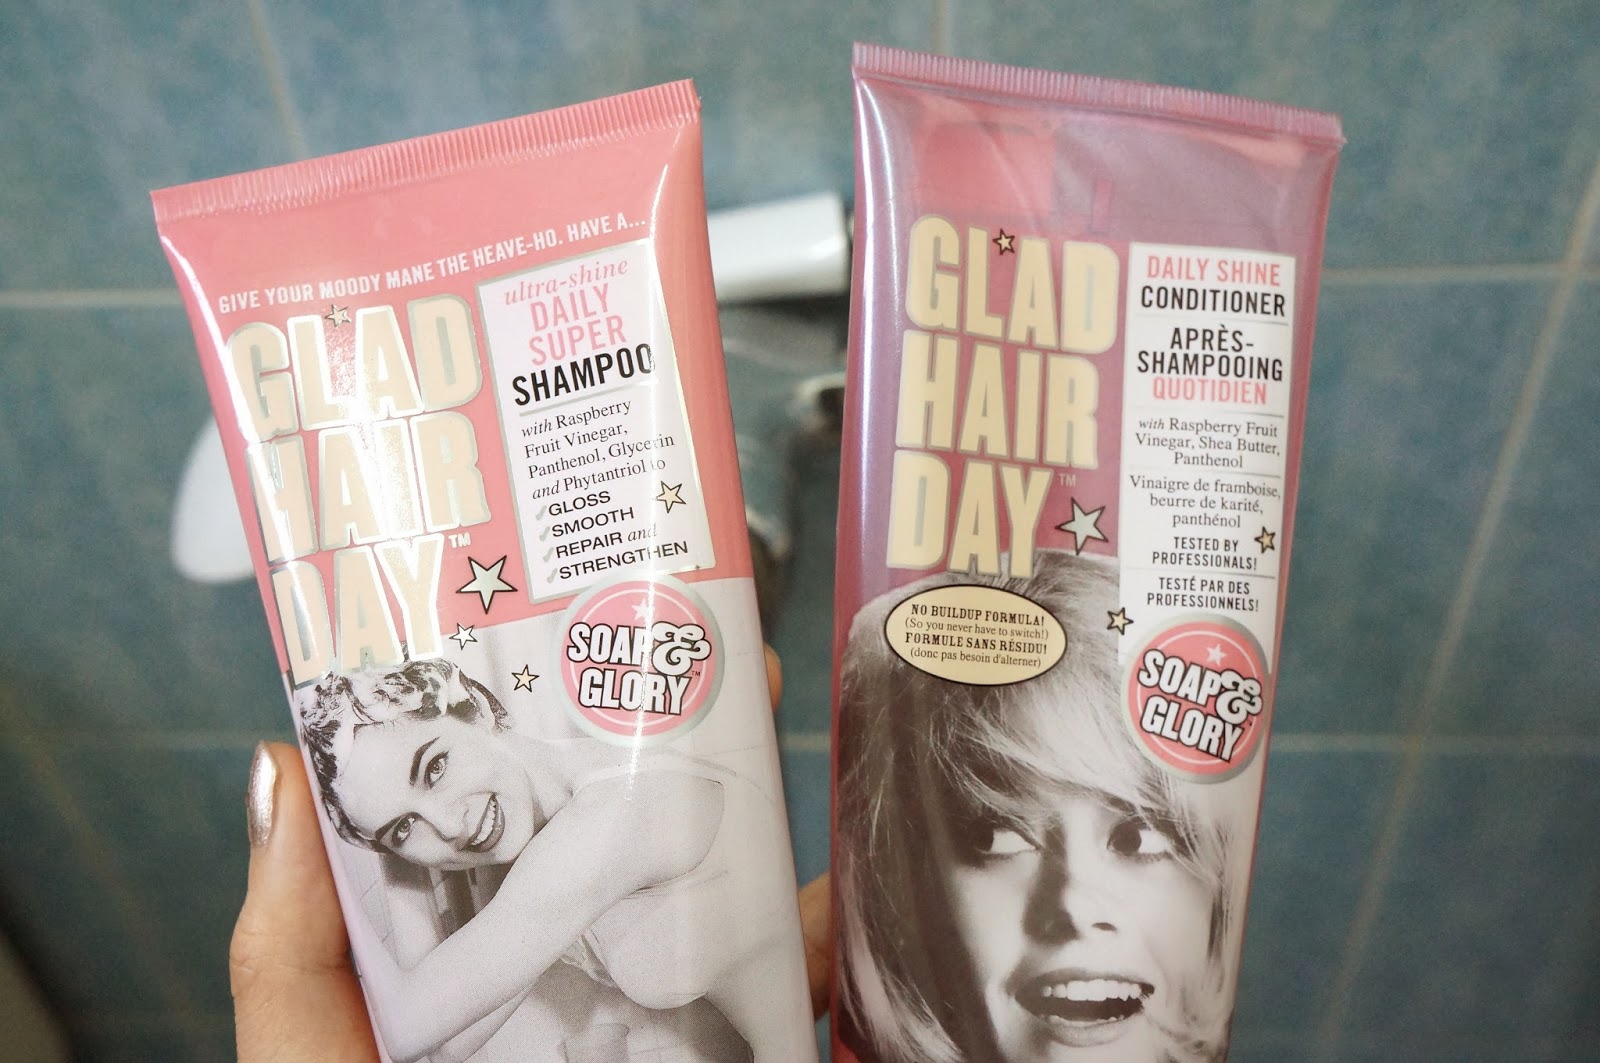 GIVE YOUR MOODY MANE THE HEAVE-HO. HAVE A...
GLAD
HAIR
DAY™
ultra-shine
DAILY
SUPER
SHAMPOO
with Raspberry
Fruit Vinegar,
Panthenol, Glycerin
and Phytantriol to
GLOSS
SMOOTH
REPAIR and
STRENGTHEN
SOAP &
GLORY™
GLAD
HAIR
DAY™
DAILY SHINE
CONDITIONER
APRÈS-
SHAMPOOING
QUOTIDIEN
with Raspberry Fruit
Vinegar, Shea Butter,
Panthenol
Vinaigre de framboise,
beurre de karité,
panthénol
TESTED BY
PROFESSIONALS!
TESTÉ PAR DES
PROFESSIONNELS!
NO BUILDUP FORMULA!
(So you never have to switch!)
FORMULE SANS RÉSIDU!
(donc pas besoin d'alterner)
SOAP &
GLORY